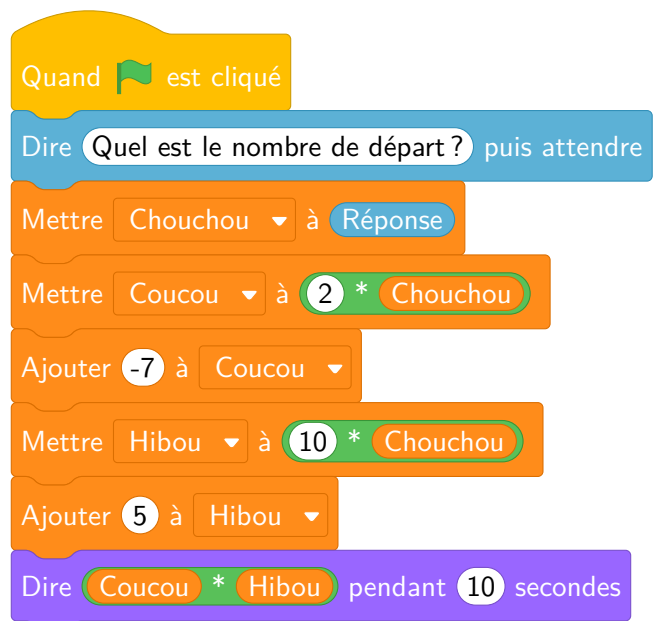 Quand est cliqué
Dire Quel est le nombre de départ ? puis attendre
Mettre Chouchou à Réponse
Mettre Coucou à 2 * Chouchou
Ajouter -7 à Coucou
Mettre Hibou à 10 * Chouchou
Ajouter 5 à Hibou
Dire Coucou * Hibou pendant 10 secondes